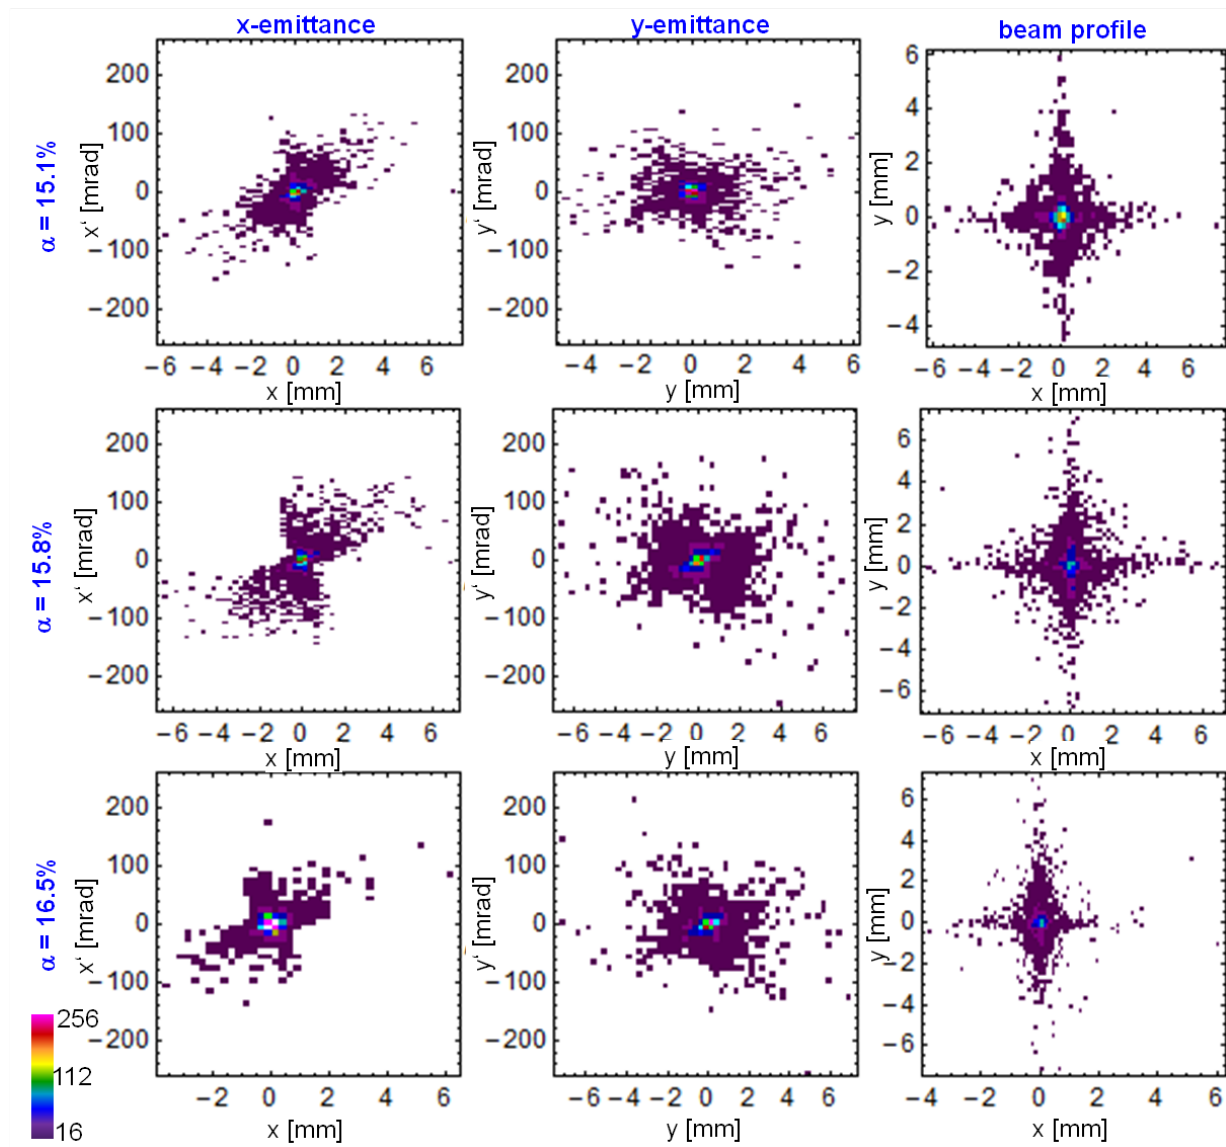 x-emittance y-emittance beam profile
α = 15.1%
x‘ [mrad]
200
100
0
−100
−200
−6 −4 −2 0 2 4 6
x [mm]
y‘ [mrad]
200
100
0
−100
−200
−4 −2 0 2 4 6
y [mm]
y [mm]
6
4
2
0
−2
−4
−6 −4 −2 0 2 4 6
x [mm]
α = 15.8%
x‘ [mrad]
200
100
0
−100
−200
−6 −4 −2 0 2 4 6
x [mm]
y‘ [mrad]
200
100
0
−100
−200
−6 −4 −2 0 2 4 6
y [mm]
y [mm]
6
4
2
0
−2
−4
−6
−6 −4 −2 0 2 4 6
x [mm]
α = 16.5%
x‘ [mrad]
200
100
0
−100
−200
−2 0 2 4 6
x [mm]
y‘ [mrad]
200
100
0
−100
−200
−6 −4 −2 0 2 4 6
y [mm]
y [mm]
6
4
2
0
−2
−4
−6
−4 −2 0 2 4 6
x [mm]
256
112
16